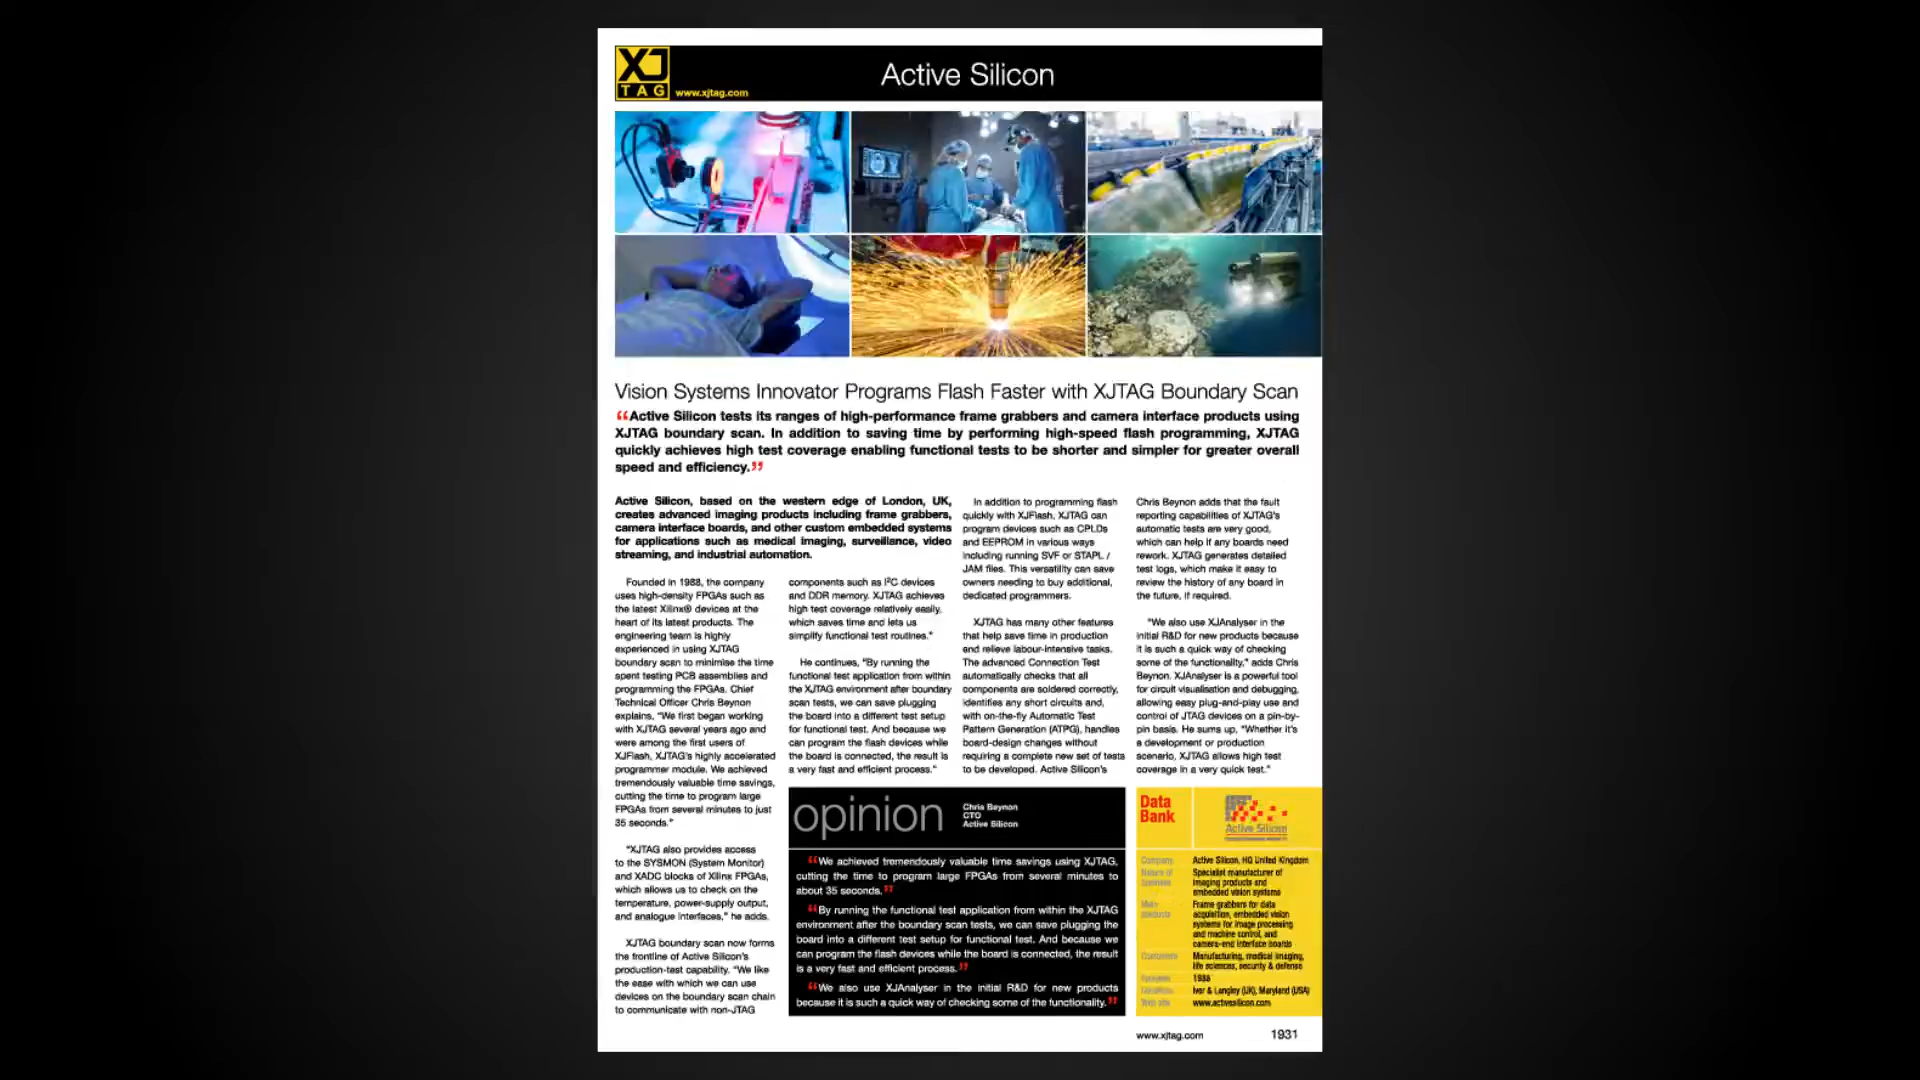 XJ
TAG
www.xjtag.com
Active Silicon
Vision Systems Innovator Programs Flash Faster with XJTAG Boundary Scan
“Active Silicon tests its ranges of high-performance frame grabbers and camera interface products using
XJTAG boundary scan. In addition to saving time by performing high-speed flash programming, XJTAG
quickly achieves high test coverage enabling functional tests to be shorter and simpler for greater overall
speed and efficiency.”
Active Silicon, based on the western edge of London, UK,
creates advanced imaging products including frame grabbers,
camera interface boards, and other custom embedded systems
for applications such as medical imaging, surveillance, video
streaming, and industrial automation.
Founded in 1988, the company
uses high-density FPGAs such as
the latest Xilinx® devices at the
heart of its latest products. The
engineering team is highly
experienced in using XJTAG
boundary scan to minimise the time
spent testing PCB assemblies and
programming the FPGAs. Chief
Technical Officer Chris Beynon
explains, “We first began working
with XJTAG several years ago and
were among the first users of
XJFlash, XJTAG’s highly accelerated
programmer module. We achieved
tremendously valuable time savings,
cutting the time to program large
FPGAs from several minutes to just
35 seconds.”
“XJTAG also provides access
to the SYSMON (System Monitor)
and XADC blocks of Xilinx FPGAs,
which allows us to check on the
temperature, power-supply output,
and analogue interfaces,” he adds.
XJTAG boundary scan now forms
the frontline of Active Silicon’s
production-test capability. “We like
the ease with which we can use
devices on the boundary scan chain
to communicate with non-JTAG
components such as I²C devices
and DDR memory. XJTAG achieves
high test coverage relatively easily,
which saves time and lets us
simplify functional test routines.”
He continues, “By running the
functional test application from within
the XJTAG environment after boundary
scan tests, we can save plugging
the board into a different test setup
for functional test. And because we
can program the flash devices while
the board is connected, the result is
a very fast and efficient process.”
In addition to programming flash
quickly with XJFlash, XJTAG can
program devices such as CPLDs
and EEPROM in various ways
including running SVF or STAPL /
JAM files. This versatility can save
owners needing to buy additional,
dedicated programmers.
XJTAG has many other features
that help save time in production
and relieve labour-intensive tasks.
The advanced Connection Test
automatically checks that all
components are soldered correctly,
identifies any short circuits and,
with on-the-fly Automatic Test
Pattern Generation (ATPG), handles
board-design changes without
requiring a complete new set of tests
to be developed. Active Silicon’s
Chris Beynon adds that the fault
reporting capabilities of XJTAG’s
automatic tests are very good,
which can help if any boards need
rework. XJTAG generates detailed
test logs, which make it easy to
review the history of any board in
the future, if required.
“We also use XJAnalyser in the
initial R&D for new products because
it is such a quick way of checking
some of the functionality,” adds Chris
Beynon. XJAnalyser is a powerful tool
for circuit visualisation and debugging,
allowing easy plug-and-play use and
control of JTAG devices on a pin-by-
pin basis. He sums up, “Whether it’s
a development or production
scenario, XJTAG allows high test
coverage in a very quick test.”
opinion
Chris Beynon
CTO
Active Silicon
“We achieved tremendously valuable time savings using XJTAG,
cutting the time to program large FPGAs from several minutes to
about 35 seconds.”
“By running the functional test application from within the XJTAG
environment after the boundary scan tests, we can save plugging the
board into a different test setup for functional test. And because we
can program the flash devices while the board is connected, the result
is a very fast and efficient process.”
“We also use XJAnalyser in the initial R&D for new products
because it is such a quick way of checking some of the functionality.”
Data
Bank
Active Silicon
Company
Active Silicon, HQ United Kingdom
Nature of
business
Specialist manufacturer of
imaging products and
embedded vision systems
Main
products
Frame grabbers for data
acquisition, embedded vision
systems for image processing
and machine control, and
camera-end interface boards
Customers
Manufacturing, medical imaging,
life sciences, security & defense
1988
Iver & Langley (UK), Maryland (USA)
Web site
www.activesilicon.com
www.xjtag.com
1931